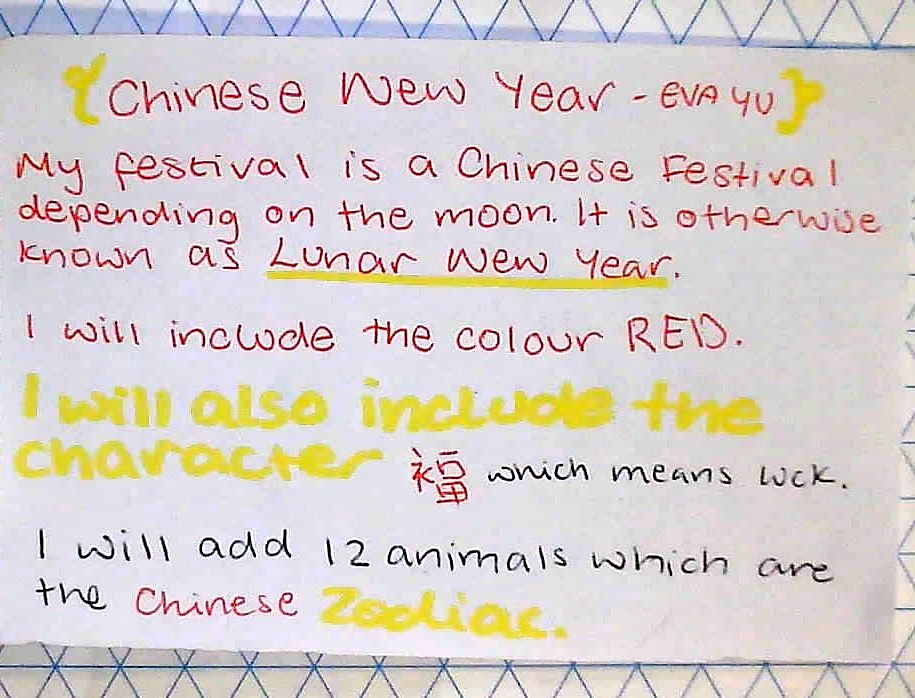 {Chinese New Year - EVA YU}
My festival is a Chinese Festival
depending on the moon. It is otherwise
known as Lunar New Year.
I will include the colour RED.
I will also include the
character 福 which means luck.
I will add 12 animals which are
the Chinese Zodiac.